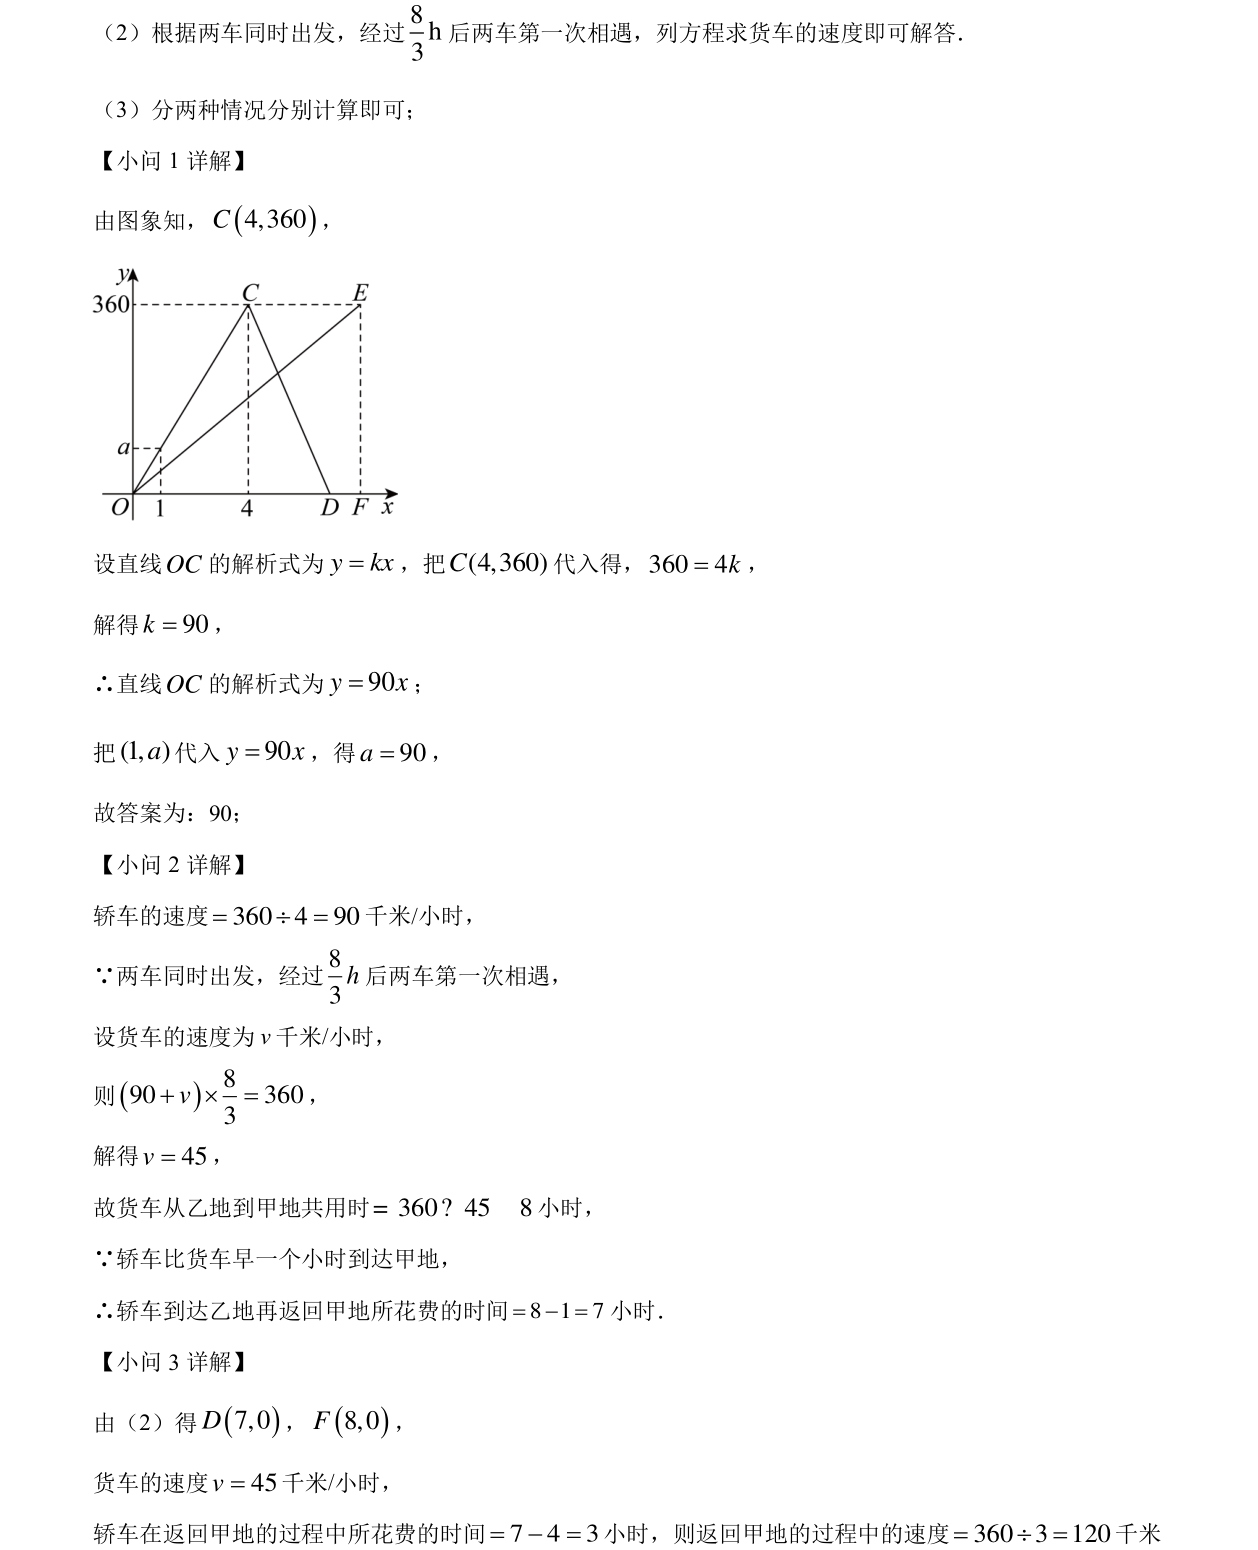 （2）根据两车同时出发，经过8/3 h 后两车第一次相遇，列方程求货车的速度即可解答．
（3）分两种情况分别计算即可；
【小问 1 详解】
由图象知，C(4,360)，
y
360 C E
a
O 1 4 D F x
设直线OC 的解析式为 y = kx，把C(4,360) 代入得，360 = 4k，
解得k = 90，
∴直线OC 的解析式为 y = 90x；
把(1,a)代入 y = 90x，得a = 90，
故答案为：90；
【小问 2 详解】
轿车的速度= 360÷4 = 90 千米/小时，
∵两车同时出发，经过8/3 h 后两车第一次相遇，
设货车的速度为 v 千米/小时，
则(90+v)×8/3 = 360，
解得v = 45，
故货车从乙地到甲地共用时= 360? 45 8 小时，
∵轿车比货车早一个小时到达甲地，
∴轿车到达乙地再返回甲地所花费的时间=8−1=7 小时．
【小问 3 详解】
由（2）得D(7,0)，F(8,0)，
货车的速度v = 45 千米/小时，
轿车在返回甲地的过程中所花费的时间= 7 − 4 = 3 小时，则返回甲地的过程中的速度= 360÷3 =120 千米